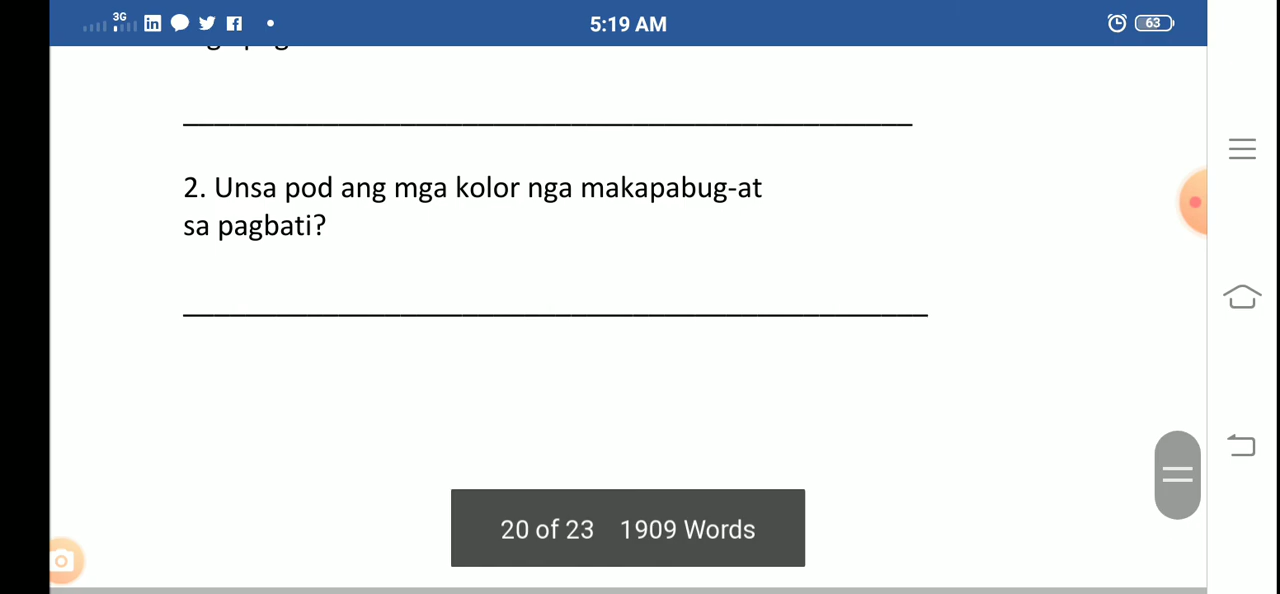 3G
5:19 AM
63
2. Unsa pod ang mga kolor nga makapabug-at
sa pagbati?
20 of 23 1909 Words